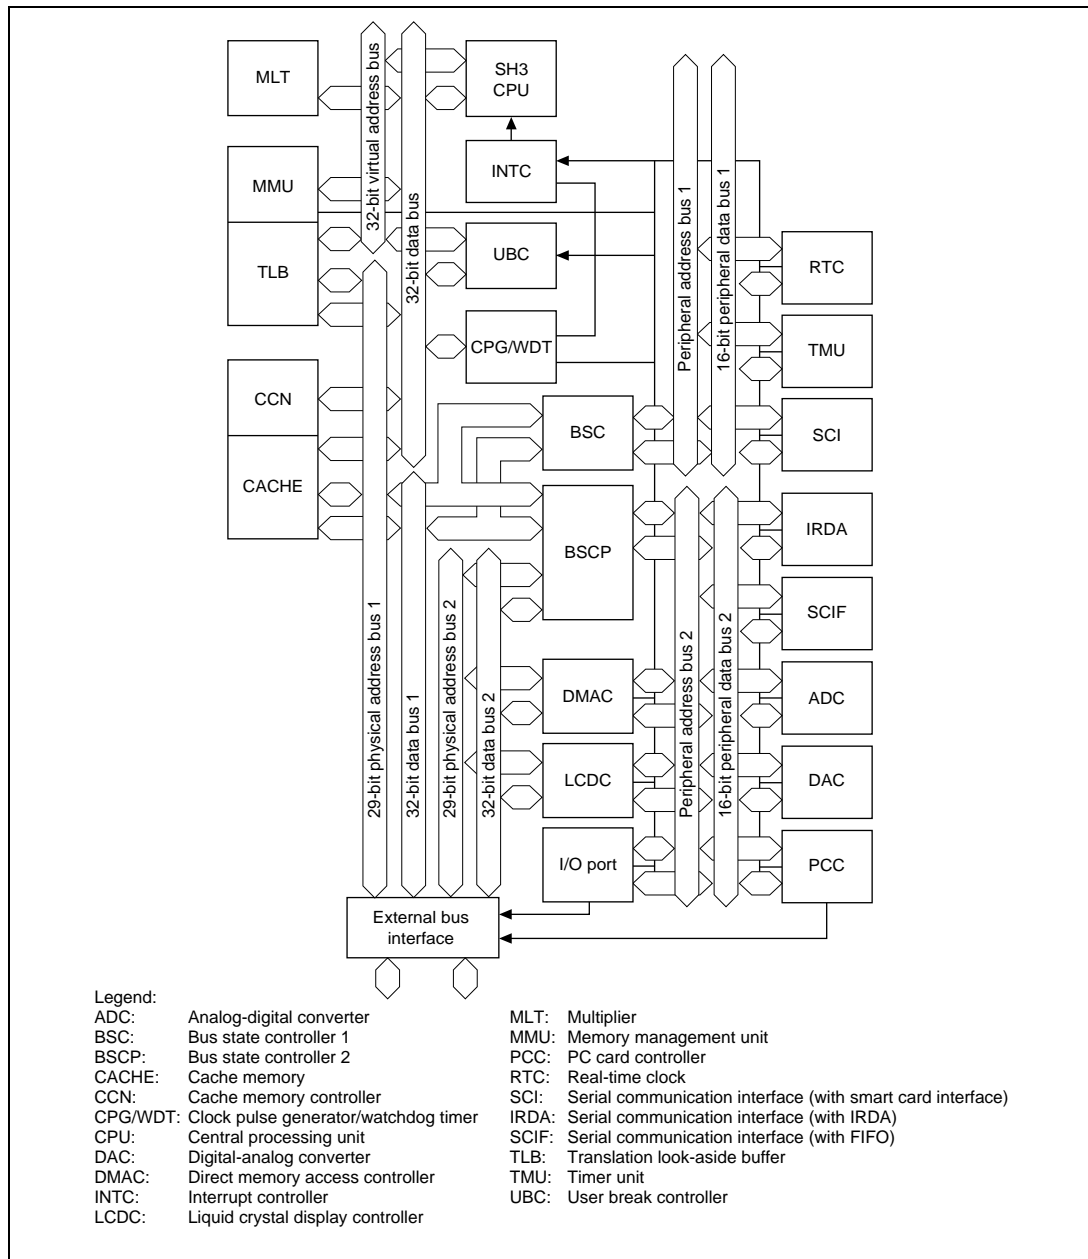 MLT
32-bit virtual address bus
SH3
CPU
INTC
MMU
TLB
32-bit data bus
UBC
CPG/WDT
Peripheral address bus 1
16-bit peripheral data bus 1
RTC
TMU
CCN
CACHE
BSC
SCI
BSCP
IRDA
SCIF
29-bit physical address bus 1
32-bit data bus 1
29-bit physical address bus 2
32-bit data bus 2
DMAC
Peripheral address bus 2
16-bit peripheral data bus 2
ADC
LCDC
DAC
I/O port
PCC
External bus
interface
Legend:
ADC: Analog-digital converter
BSC: Bus state controller 1
BSCP: Bus state controller 2
CACHE: Cache memory
CCN: Cache memory controller
CPG/WDT: Clock pulse generator/watchdog timer
CPU: Central processing unit
DAC: Digital-analog converter
DMAC: Direct memory access controller
INTC: Interrupt controller
LCDC: Liquid crystal display controller
MLT: Multiplier
MMU: Memory management unit
PCC: PC card controller
RTC: Real-time clock
SCI: Serial communication interface (with smart card interface)
IRDA: Serial communication interface (with IRDA)
SCIF: Serial communication interface (with FIFO)
TLB: Translation look-aside buffer
TMU: Timer unit
UBC: User break controller